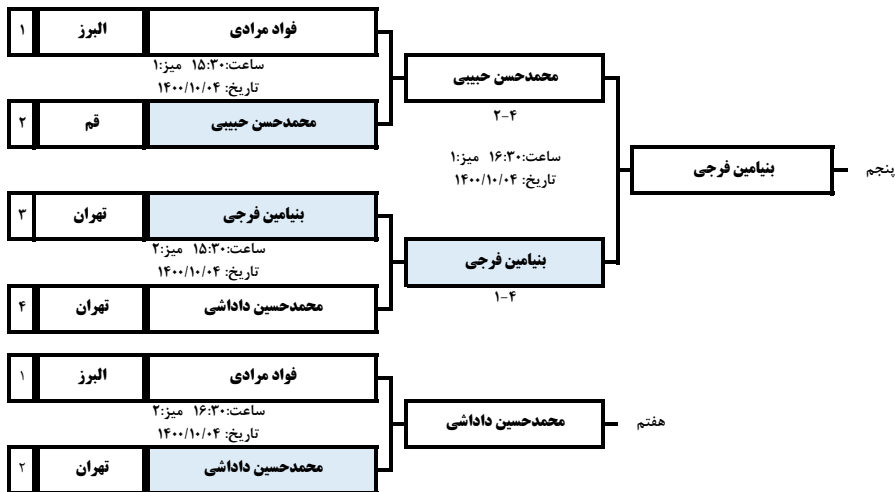 ۱ البرز فواد مرادی
ساعت:۱۵:۳۰ میز:۱
تاریخ: ۱۴۰۰/۱۰/۰۴
۲ قم محمدحسن حبیبی
محمدحسن حبیبی
۲-۴
ساعت:۱۶:۳۰ میز:۱
تاریخ: ۱۴۰۰/۱۰/۰۴
بنیامین فرجی پنجم
۳ تهران بنیامین فرجی
ساعت:۱۵:۳۰ میز:۲
تاریخ: ۱۴۰۰/۱۰/۰۴
۴ تهران محمدحسین داداشی
بنیامین فرجی
۱-۴
۱ البرز فواد مرادی
ساعت:۱۶:۳۰ میز:۲
تاریخ: ۱۴۰۰/۱۰/۰۴
۲ تهران محمدحسین داداشی
محمدحسین داداشی هفتم